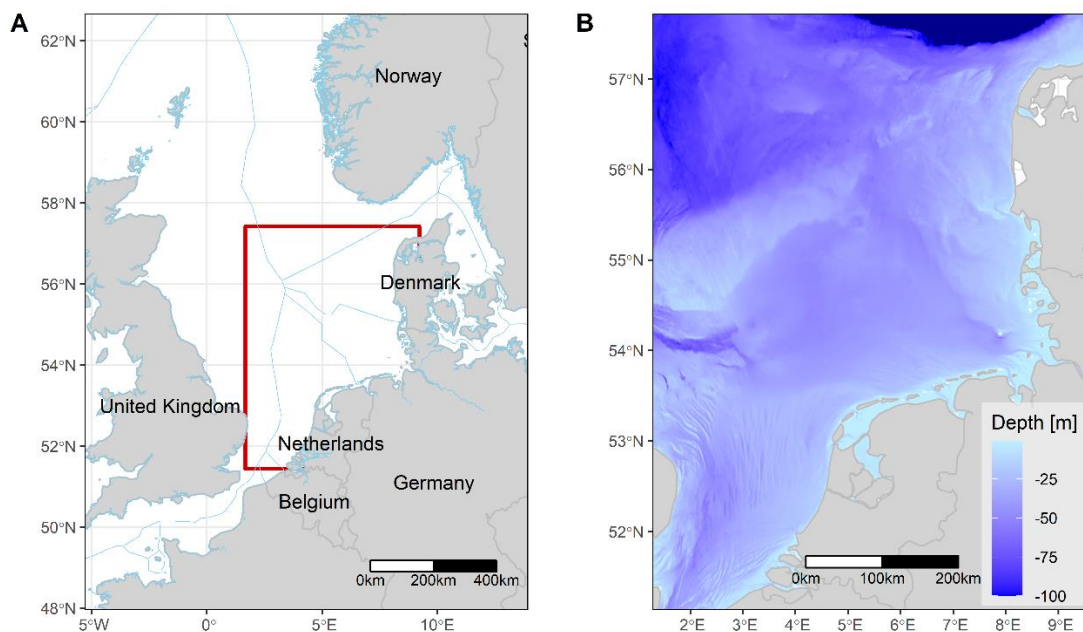 A
62°N
60°N
58°N
56°N
54°N
52°N
50°N
48°N
Norway
Denmark
United Kingdom
Netherlands
Germany
Belgium
0km 200km 400km
5°W 0° 5°E 10°E
B
57°N
56°N
55°N
54°N
53°N
52°N
Depth [m]
-25
-50
-75
-100
0km 100km 200km
2°E 3°E 4°E 5°E 6°E 7°E 8°E 9°E